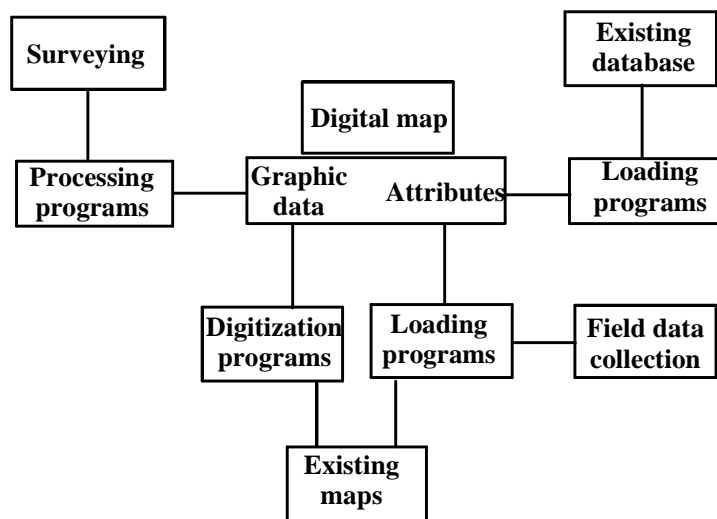 Surveying
Existing
database
Digital map
Processing
programs
Graphic
data
Attributes
Loading
programs
Digitization
programs
Loading
programs
Field data
collection
Existing
maps